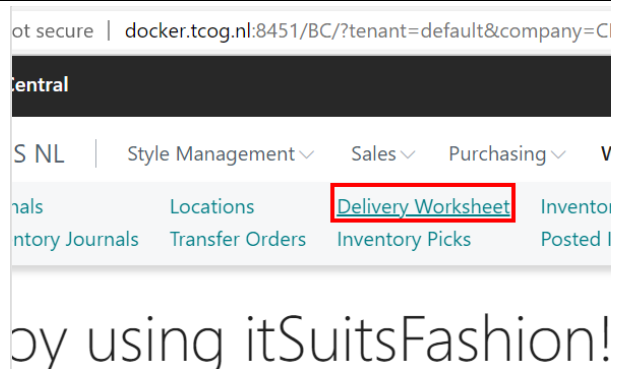 ot secure | docker.tcog.nl:8451/BC/?tenant=default&company=C
Central
S NL | Style Management Sales Purchasing
nals Locations Delivery Worksheet Invento
ntory Journals Transfer Orders Inventory Picks Posted I
by using itSuitsFashion!